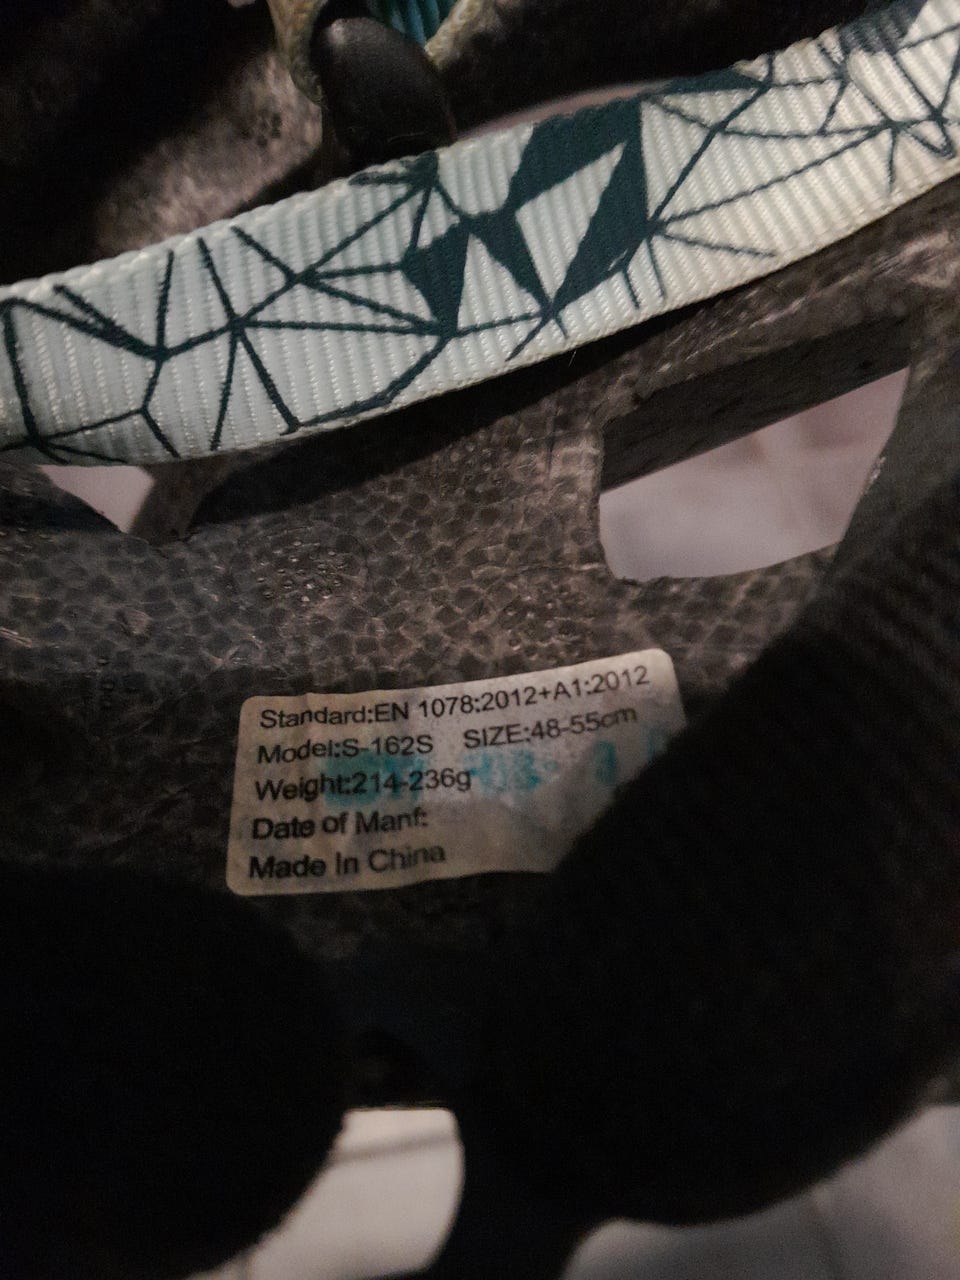 Standard:EN 1078:2012+A1:2012
Model:S-162S SIZE:48-55cm
Weight:214-236g
Date of Manf:
Made In China